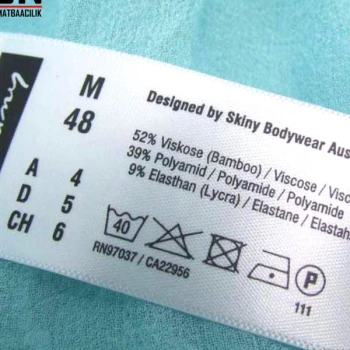 MATBAACILIK
M
48
A 4
D 5
CH 6
Designed by Skiny Bodywear Aus
52% Viskose (Bamboo) / Viscose / Visc
39% Polyamid / Polyamide / Polyamide
9% Elasthan (Lycra) / Elastane / Elastah
40
P
RN97037 / CA22956
111